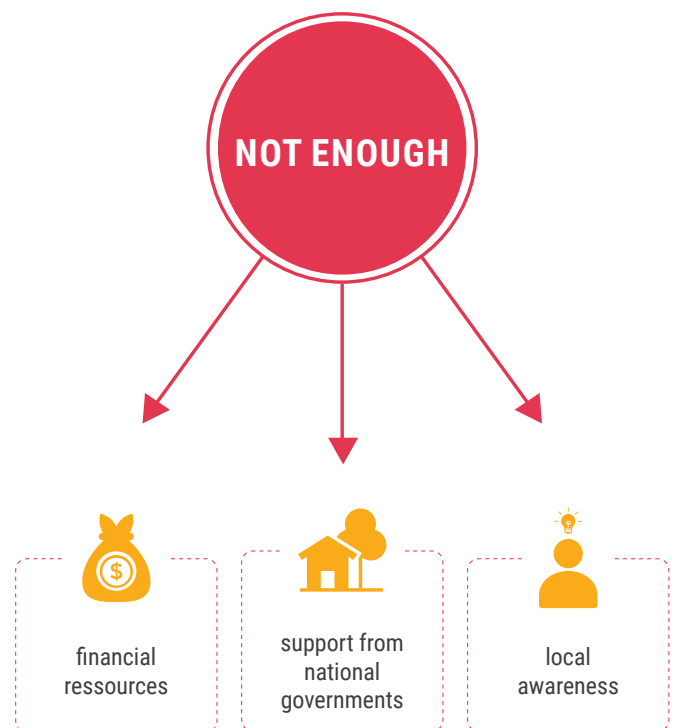 NOT ENOUGH
$
financial
ressources
support from
national
governments
local
awareness